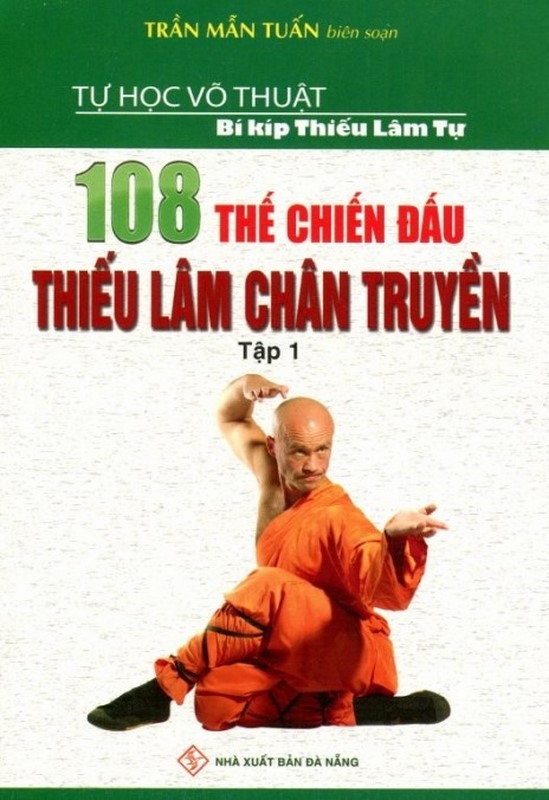 TRẦN MẪN TUẤN biên soạn
TỰ HỌC VÕ THUẬT
Bí kíp Thiếu Lâm Tự
108 THẾ CHIẾN ĐẤU
THIẾU LÂM CHÂN TRUYỀN
Tập 1
NHÀ XUẤT BẢN ĐÀ NẴNG